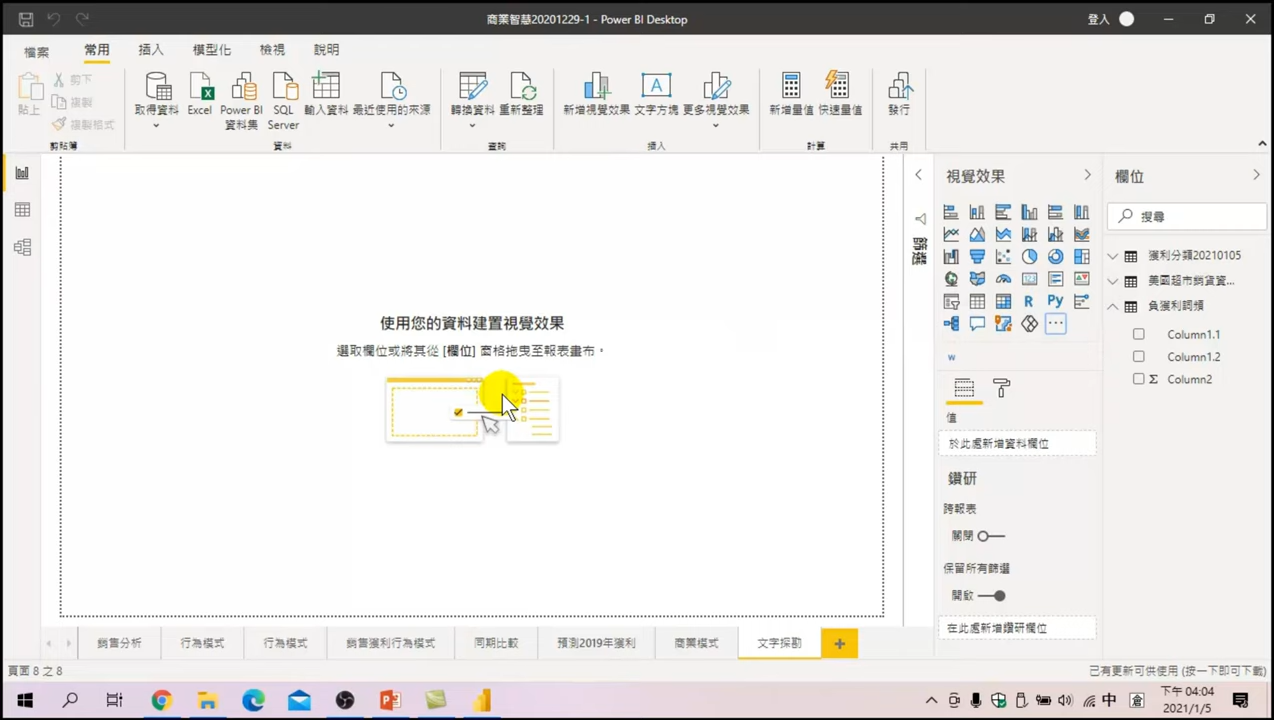 商業智慧20201229-1 - Power BI Desktop
登入
檔案 常用 插入 模型化 檢視 說明
貼上
剪下
複製
複製格式
剪貼簿
取得資料
Excel
Power BI
資料集
SQL
Server
輸入資料
最近使用的來源
資料
轉換資料
重新整理
查詢
新增視覺效果
文字方塊
更多視覺效果
插入
新增量值
快速量值
計算
發行
共用
使用您的資料建置視覺效果
選取欄位或將其從 [欄位] 窗格拖曳至報表畫布。
篩選
視覺效果
R
Py
W
值
於此處新增資料欄位
鑽研
跨報表
關閉
保留所有篩選
開啟
在此處新增鑽研欄位
欄位
搜尋
獲利分類20210105
美國超市銷貨資...
負獲利詞頻
Column1.1
Column1.2
Σ Column2
銷售分析
行為模式
行為模式
銷售獲利行為模式
同期比較
預測2019年獲利
商業模式
文字探勘
頁面 8 之 8
已有更新可供使用 (按一下即可下載)
中
倉
下午 04:04
2021/1/5